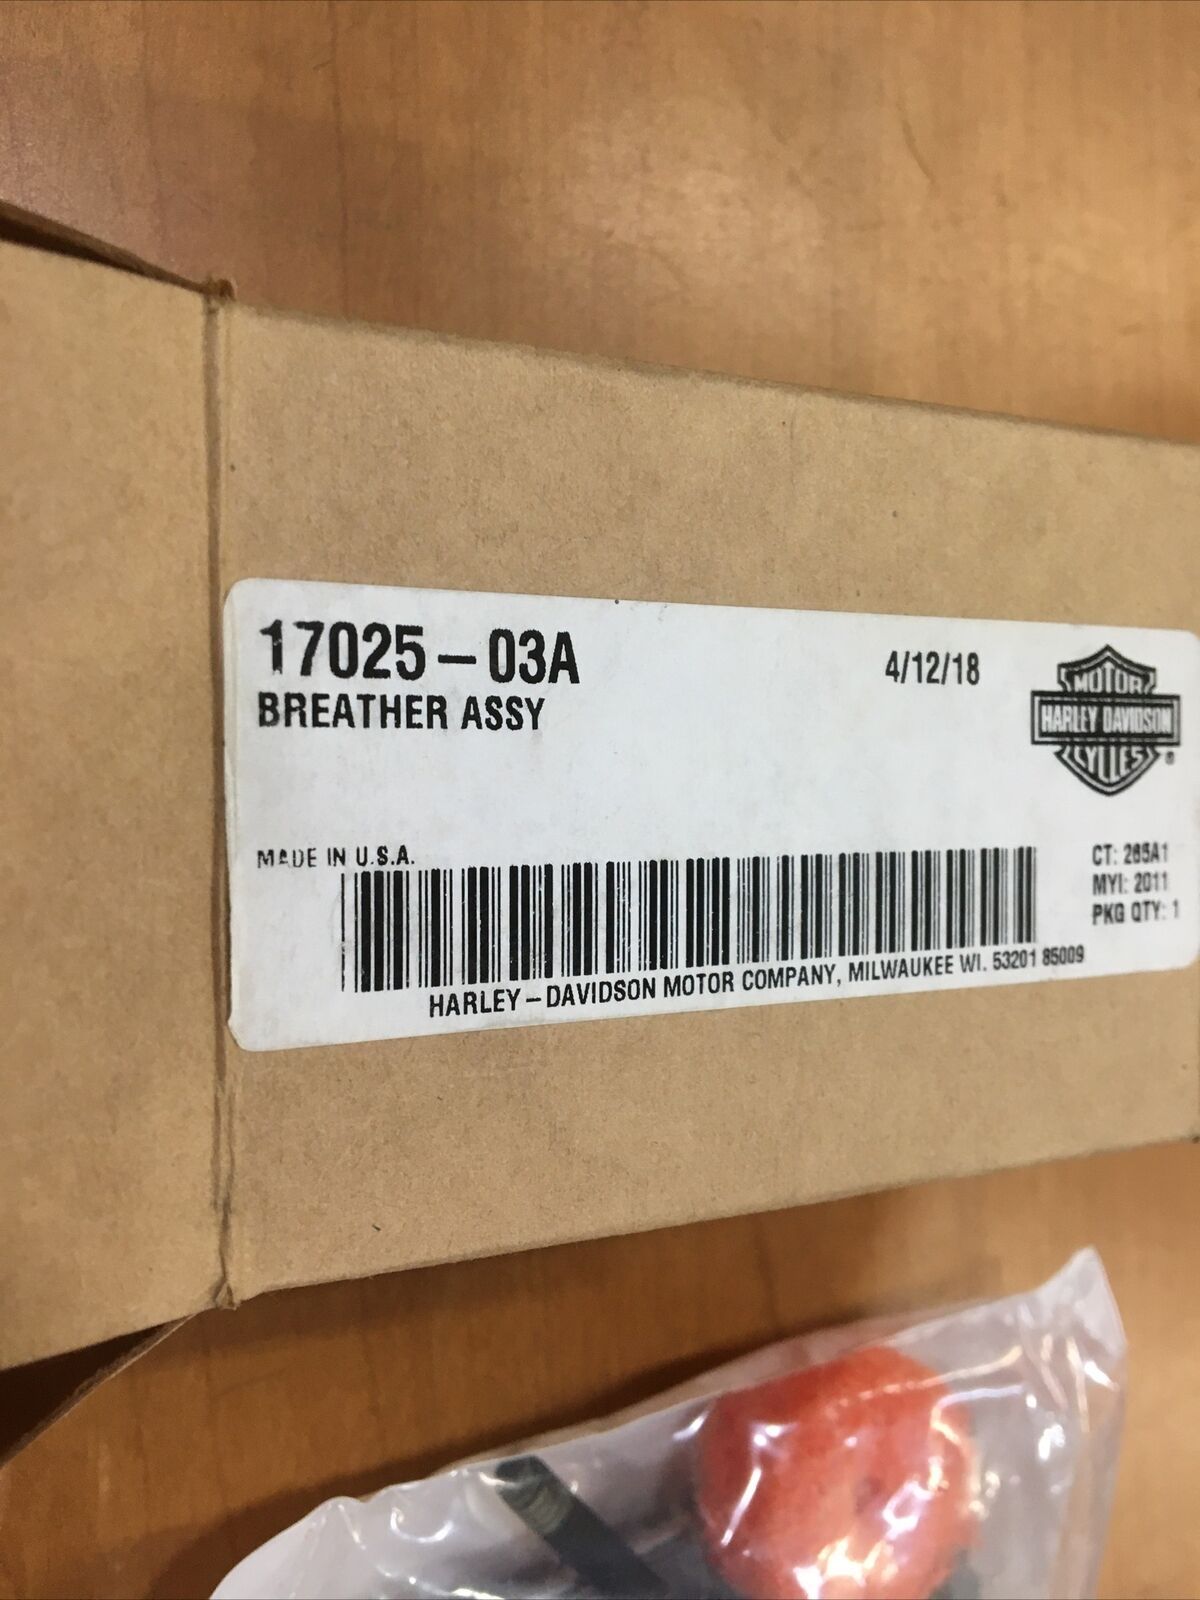 17025-03A
BREATHER ASSY
4/12/18
MOTOR
HARLEY DAVIDSON
CYCLES
®
MADE IN U.S.A.
CT: 265A1
MYI: 2011
PKG QTY: 1
HARLEY-DAVIDSON MOTOR COMPANY, MILWAUKEE WI. 53201 85009